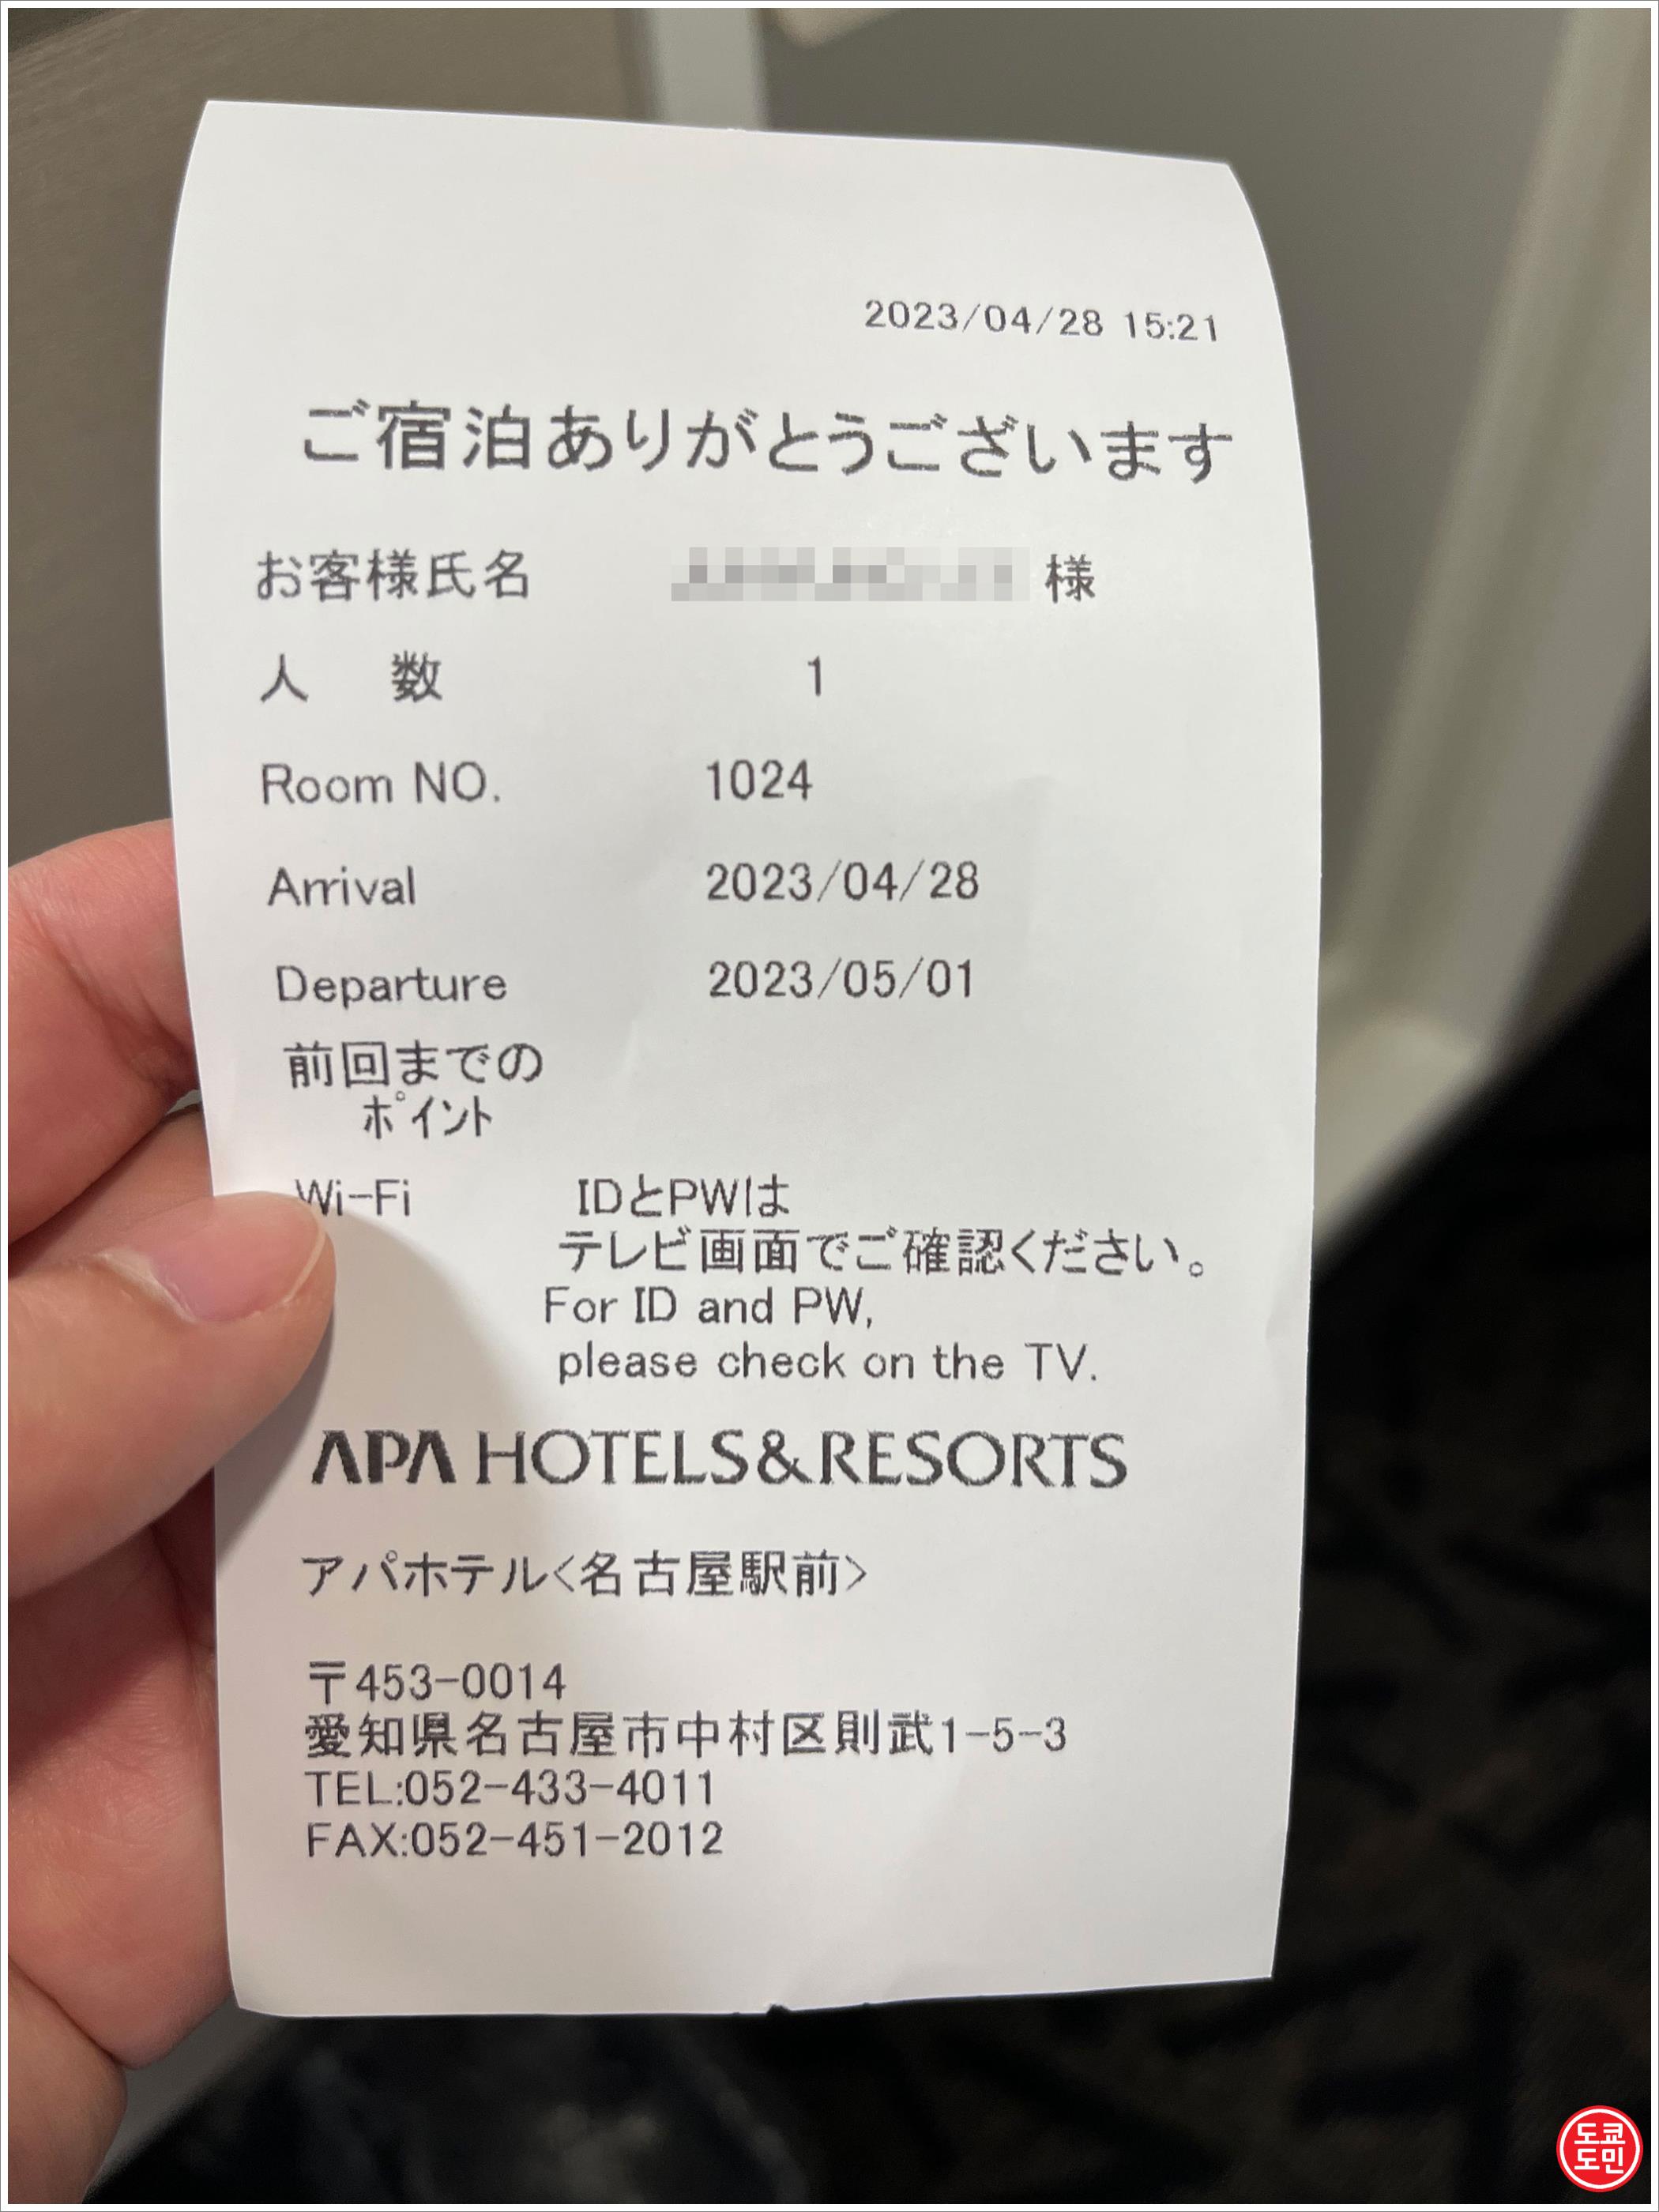 2023/04/28 15:21
ご宿泊ありがとうございます
お客様氏名 様
人 数 1
Room NO. 1024
Arrival 2023/04/28
Departure 2023/05/01
前回までの
ポイント
Wi-Fi IDとPWは
テレビ画面でご確認ください。
For ID and PW,
please check on the TV.
APA HOTELS&RESORTS
アパホテル<名古屋駅前>
〒453-0014
愛知県名古屋市中村区則武1-5-3
TEL:052-433-4011
FAX:052-451-2012
도쿄
도민